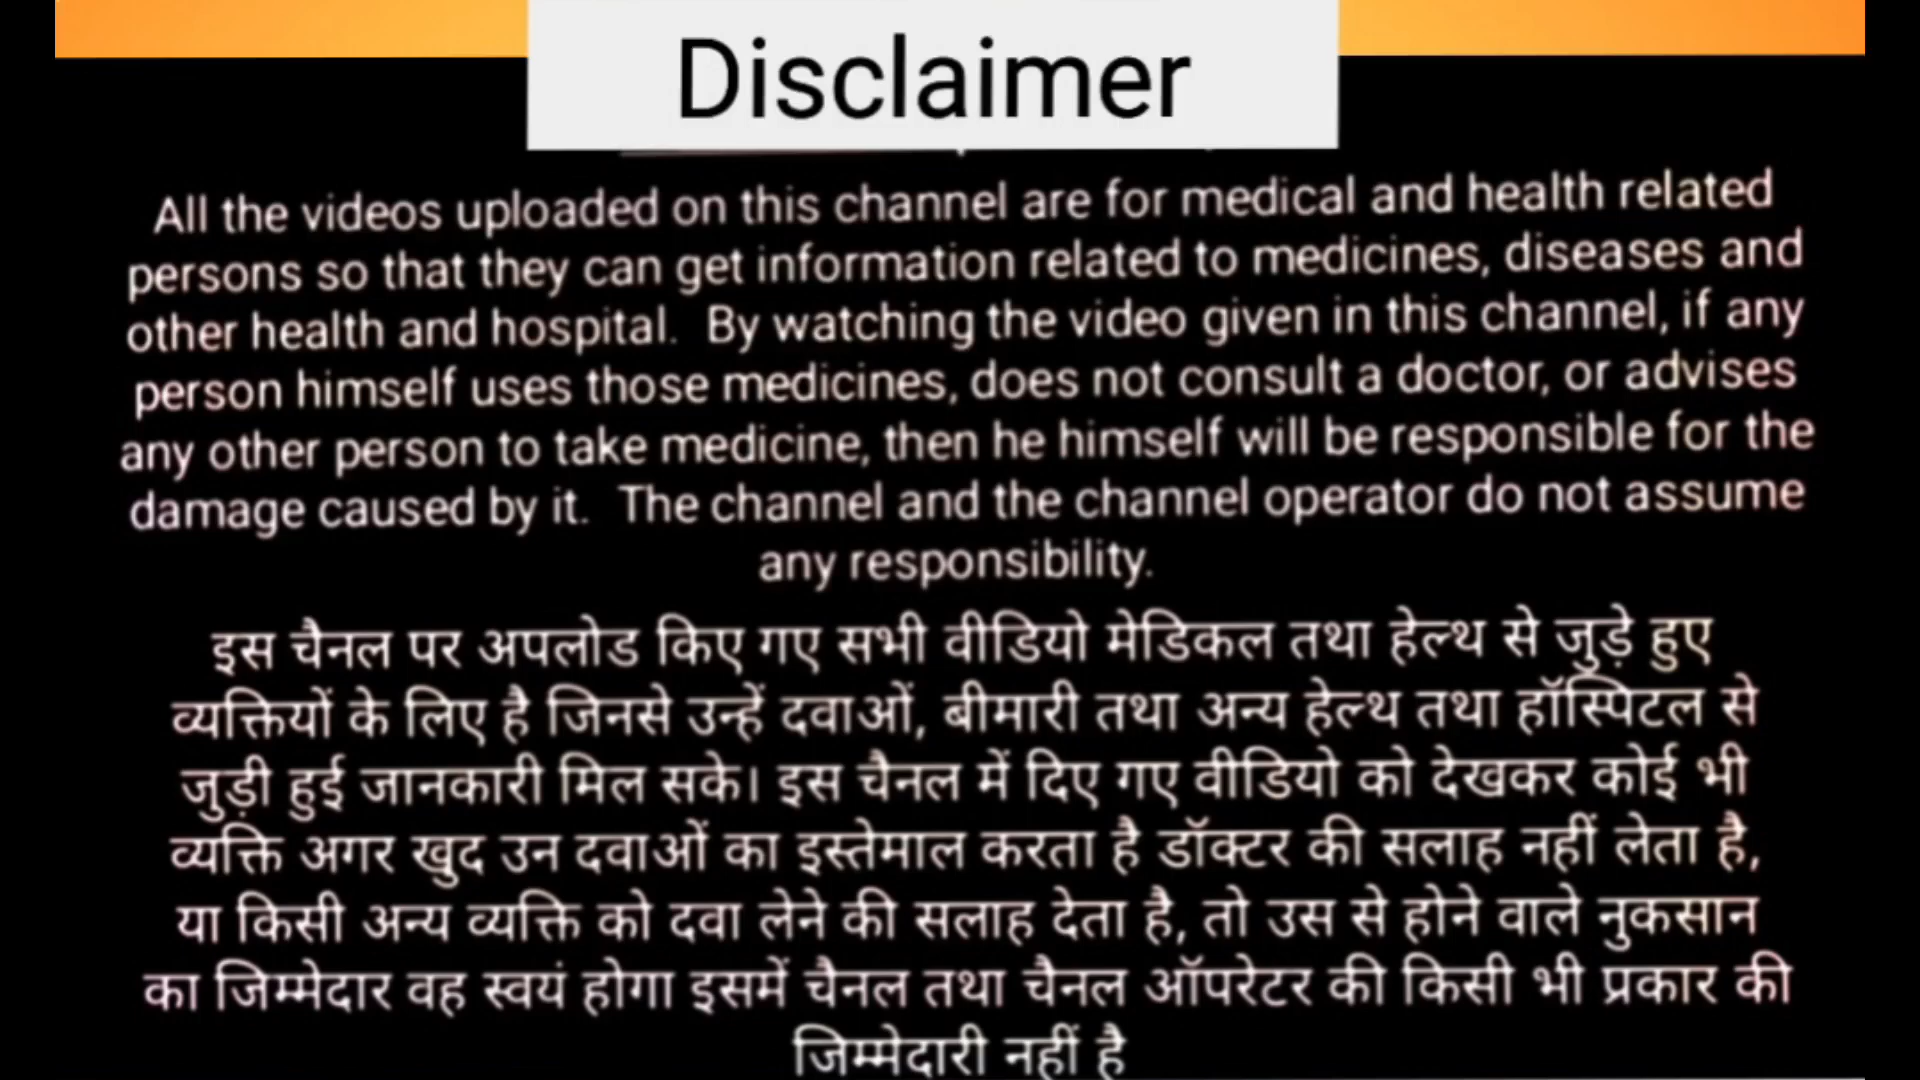 Disclaimer
All the videos uploaded on this channel are for medical and health related
persons so that they can get information related to medicines, diseases and
other health and hospital. By watching the video given in this channel, if any
person himself uses those medicines, does not consult a doctor, or advises
any other person to take medicine, then he himself will be responsible for the
damage caused by it. The channel and the channel operator do not assume
any responsibility.
इस चैनल पर अपलोड किए गए सभी वीडियो मेडिकल तथा हेल्थ से जुड़े हुए
व्यक्तियों के लिए है जिनसे उन्हें दवाओं, बीमारी तथा अन्य हेल्थ तथा हॉस्पिटल से
जुड़ी हुई जानकारी मिल सके। इस चैनल में दिए गए वीडियो को देखकर कोई भी
व्यक्ति अगर खुद उन दवाओं का इस्तेमाल करता है डॉक्टर की सलाह नहीं लेता है,
या किसी अन्य व्यक्ति को दवा लेने की सलाह देता है, तो उस से होने वाले नुकसान
का जिम्मेदार वह स्वयं होगा इसमें चैनल तथा चैनल ऑपरेटर की किसी भी प्रकार की
जिम्मेदारी नहीं है